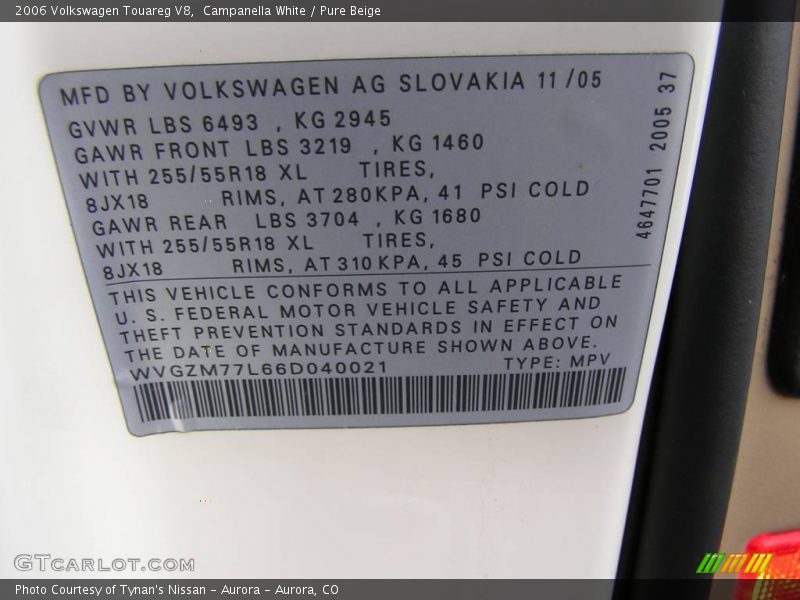 2006 Volkswagen Touareg V8,  Campanella White / Pure Beige
MFD BY VOLKSWAGEN AG SLOVAKIA 11/05
GVWR LBS 6493 , KG 2945
GAWR FRONT LBS 3219 , KG 1460
WITH 255/55R18 XL TIRES,
8JX18 RIMS, AT 280KPA, 41 PSI COLD
GAWR REAR LBS 3704 , KG 1680
WITH 255/55R18 XL TIRES,
8JX18 RIMS, AT 310KPA, 45 PSI COLD
THIS VEHICLE CONFORMS TO ALL APPLICABLE
U. S. FEDERAL MOTOR VEHICLE SAFETY AND
THEFT PREVENTION STANDARDS IN EFFECT ON
THE DATE OF MANUFACTURE SHOWN ABOVE.
WVGZM77L66D040021 TYPE: MPV
4647701 2005 37
GTCARLOT.COM
Photo Courtesy of Tynan's Nissan - Aurora - Aurora, CO